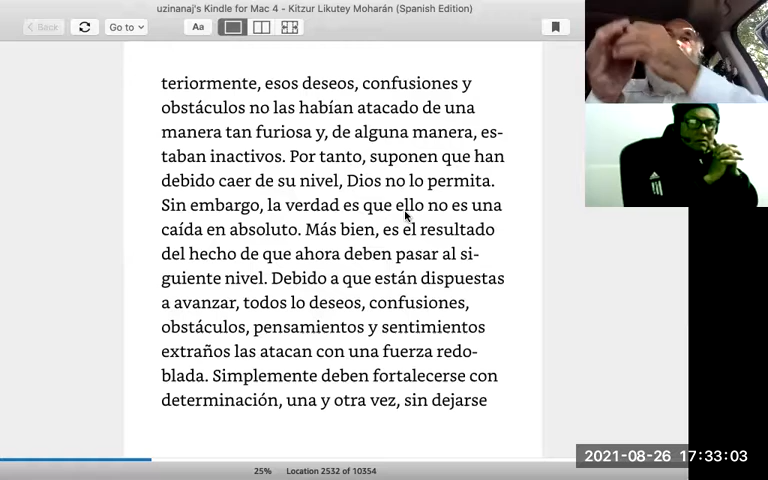 uzinanaj's Kindle for Mac 4 - Kitzur Likutey Moharán (Spanish Edition)
Back
Go to
Aa
teriormente, esos deseos, confusiones y
obstáculos no las habían atacado de una
manera tan furiosa y, de alguna manera, es-
taban inactivos. Por tanto, suponen que han
debido caer de su nivel, Dios no lo permita.
Sin embargo, la verdad es que ello no es una
caída en absoluto. Más bien, es el resultado
del hecho de que ahora deben pasar al si-
guiente nivel. Debido a que están dispuestas
a avanzar, todos lo deseos, confusiones,
obstáculos, pensamientos y sentimientos
extraños las atacan con una fuerza redo-
blada. Simplemente deben fortalecerse con
determinación, una y otra vez, sin dejarse
25% Location 2532 of 10354
2021-08-26 17:33:03